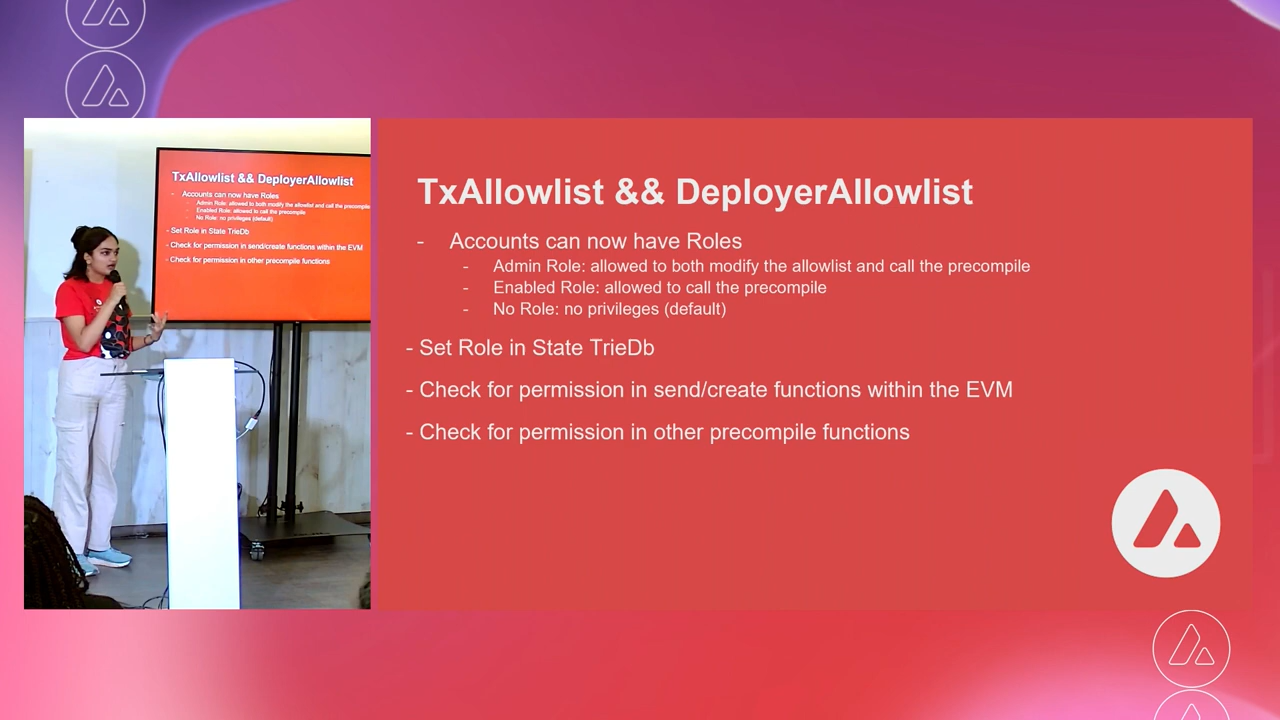 TxAllowlist && DeployerAllowlist
- Accounts can now have Roles
- Admin Role: allowed to both modify the allowlist and call the precompile
- Enabled Role: allowed to call the precompile
- No Role: no privileges (default)
- Set Role in State TrieDb
- Check for permission in send/create functions within the EVM
- Check for permission in other precompile functions
TxAllowlist && DeployerAllowlist
- Accounts can now have Roles
- Admin Role: allowed to both modify the allowlist and call the precompile
- Enabled Role: allowed to call the precompile
- No Role: no privileges (default)
- Set Role in State TrieDb
- Check for permission in send/create functions within the EVM
- Check for permission in other precompile functions